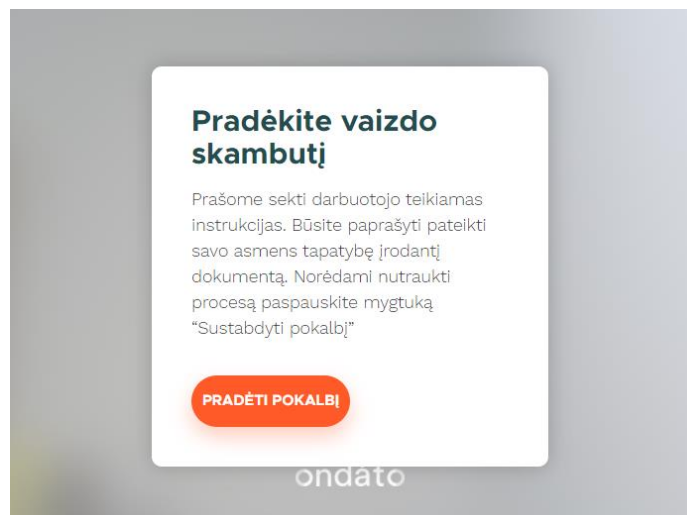 Pradėkite vaizdo
skambutį
Prašome sekti darbuotojo teikiamas
instrukcijas. Būsite paprašyti pateikti
savo asmens tapatybę įrodantį
dokumentą. Norėdami nutraukti
procesą paspauskite mygtuką
“Sustabdyti pokalbį”
PRADĖTI POKALBĮ
ondato